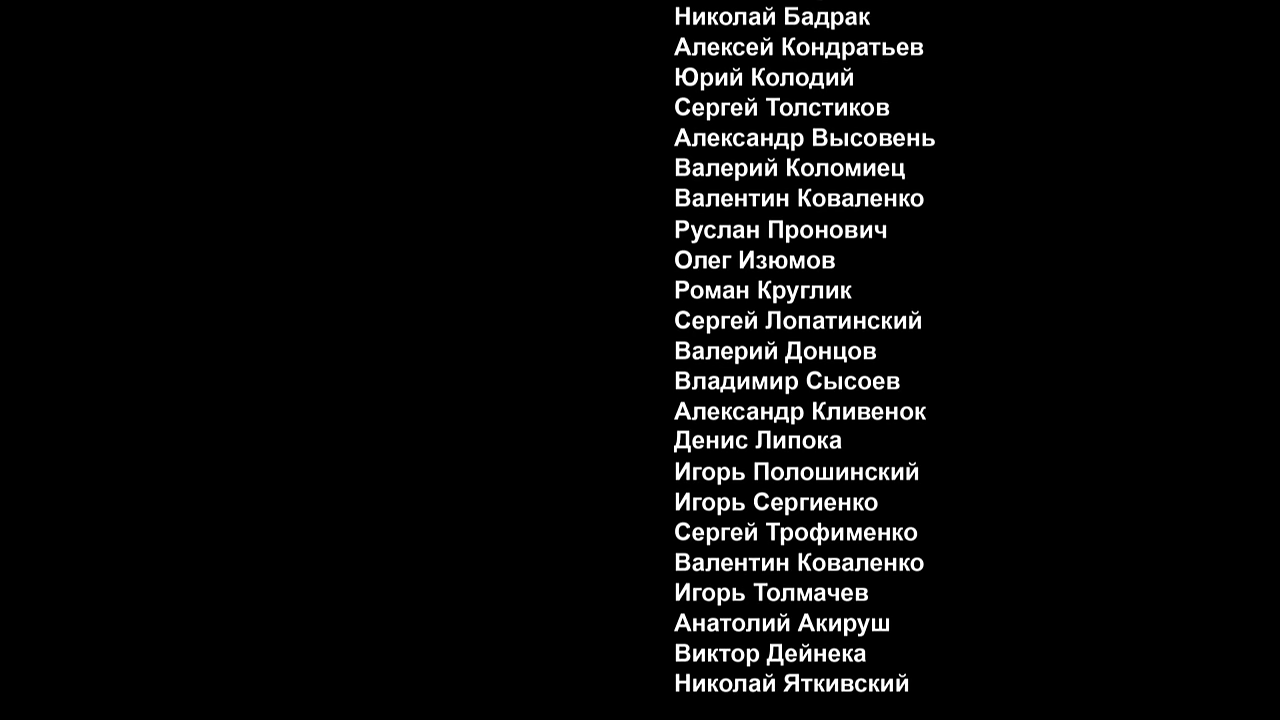 Николай Бадрак
Алексей Кондратьев
Юрий Колодий
Сергей Толстиков
Александр Высовень
Валерий Коломиец
Валентин Коваленко
Руслан Пронович
Олег Изюмов
Роман Круглик
Сергей Лопатинский
Валерий Донцов
Владимир Сысоев
Александр Кливенок
Денис Липока
Игорь Полошинский
Игорь Сергиенко
Сергей Трофименко
Валентин Коваленко
Игорь Толмачев
Анатолий Акируш
Виктор Дейнека
Николай Яткивский